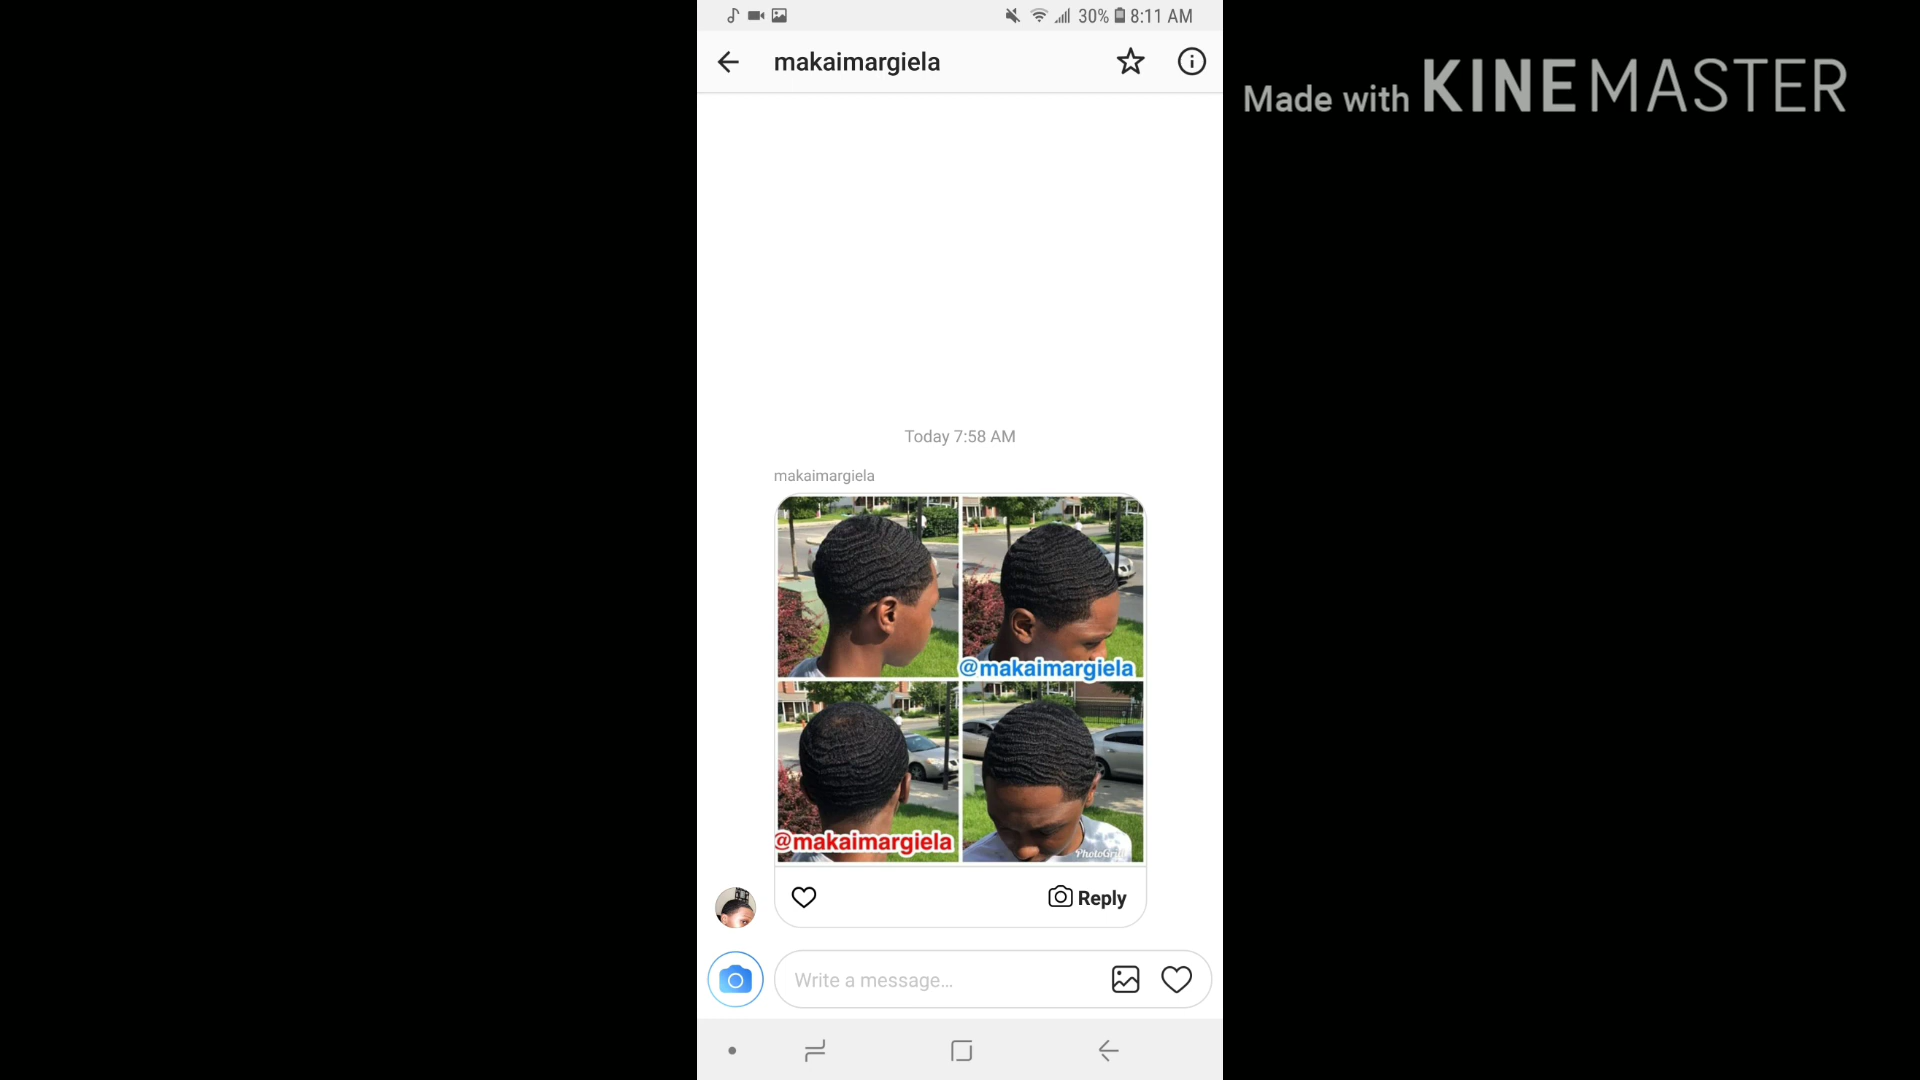 30% 8:11 AM
makaimargiela
Made with KINEMASTER
Today 7:58 AM
makaimargiela
@makaimargiela
@makaimargiela
Reply
Write a message...